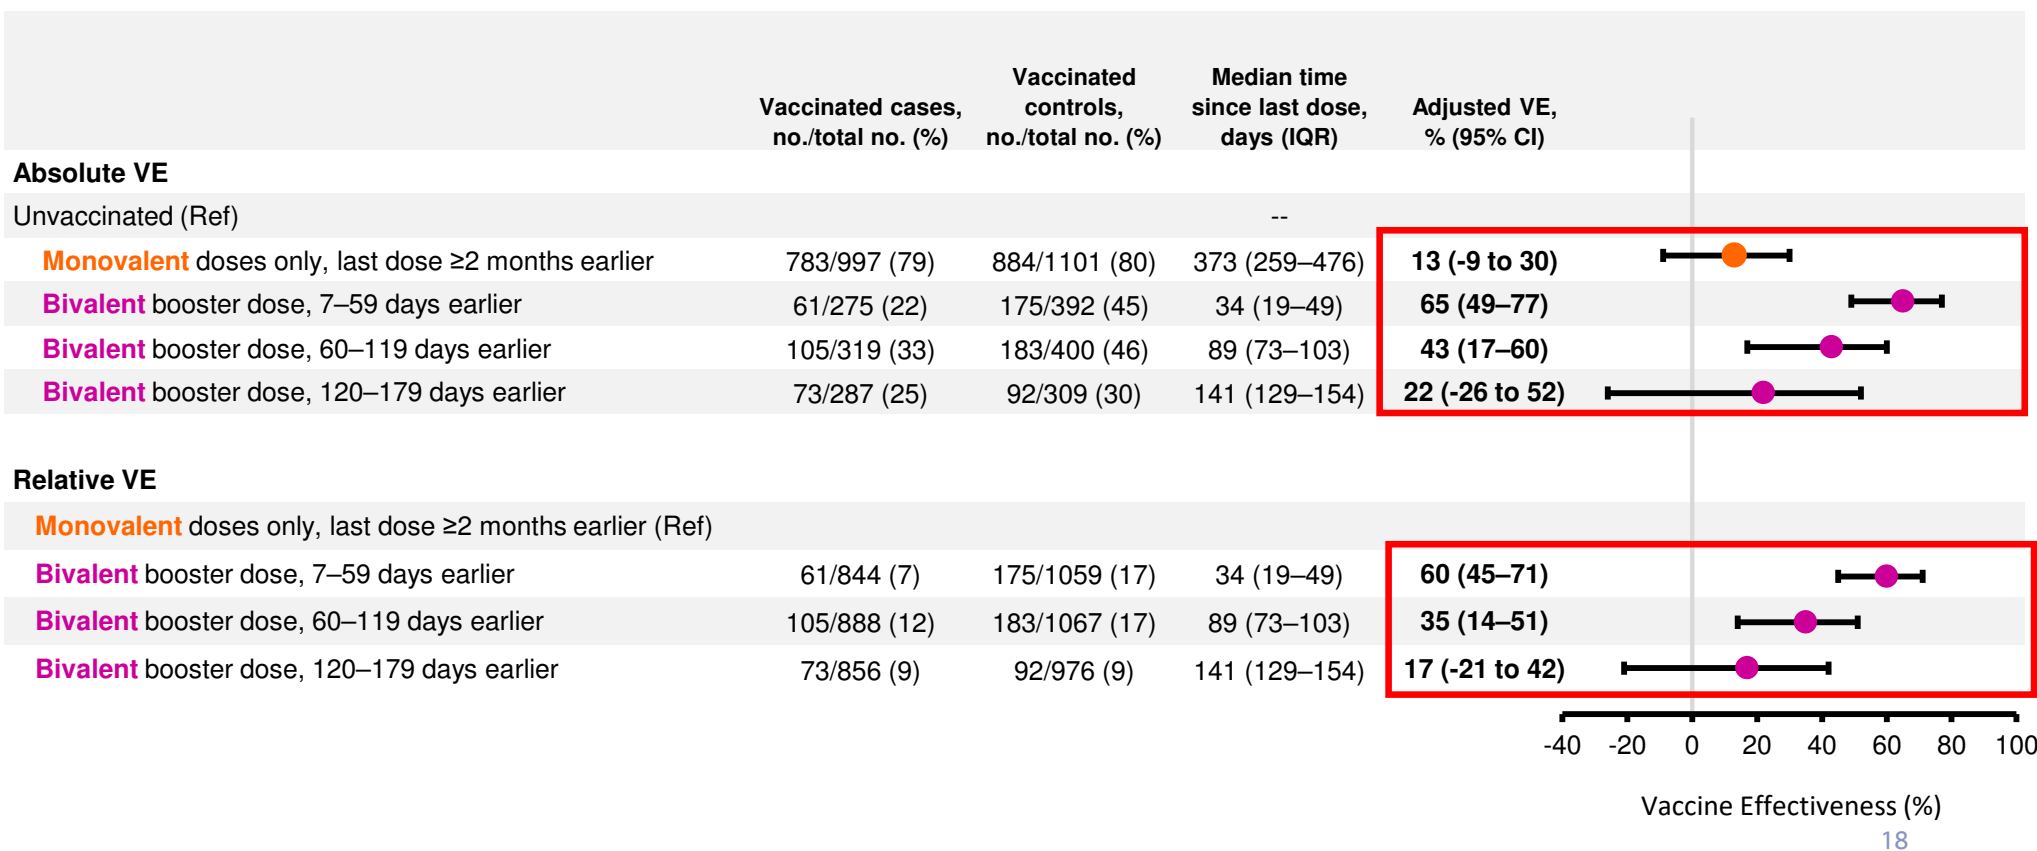 Vaccinated cases, no./total no. (%)
Vaccinated controls, no./total no. (%)
Median time since last dose, days (IQR)
Adjusted VE, % (95% CI)
Absolute VE
Unvaccinated (Ref) --
Monovalent doses only, last dose ≥2 months earlier 783/997 (79) 884/1101 (80) 373 (259–476) 13 (-9 to 30)
Bivalent booster dose, 7–59 days earlier 61/275 (22) 175/392 (45) 34 (19–49) 65 (49–77)
Bivalent booster dose, 60–119 days earlier 105/319 (33) 183/400 (46) 89 (73–103) 43 (17–60)
Bivalent booster dose, 120–179 days earlier 73/287 (25) 92/309 (30) 141 (129–154) 22 (-26 to 52)
Relative VE
Monovalent doses only, last dose ≥2 months earlier (Ref)
Bivalent booster dose, 7–59 days earlier 61/844 (7) 175/1059 (17) 34 (19–49) 60 (45–71)
Bivalent booster dose, 60–119 days earlier 105/888 (12) 183/1067 (17) 89 (73–103) 35 (14–51)
Bivalent booster dose, 120–179 days earlier 73/856 (9) 92/976 (9) 141 (129–154) 17 (-21 to 42)
-40 -20 0 20 40 60 80 100
Vaccine Effectiveness (%)
18